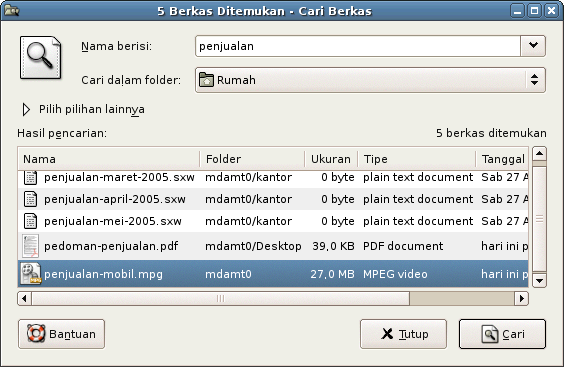 5 Berkas Ditemukan - Cari Berkas
Nama berisi: penjualan
Cari dalam folder: Rumah
Pilih pilihan lainnya
Hasil pencarian: 5 berkas ditemukan
Nama Folder Ukuran Tipe Tanggal
penjualan-maret-2005.sxw mdamt0/kantor 0 byte plain text document Sab 27 A
penjualan-april-2005.sxw mdamt0/kantor 0 byte plain text document Sab 27 A
penjualan-mei-2005.sxw mdamt0/kantor 0 byte plain text document Sab 27 A
pedoman-penjualan.pdf mdamt0/Desktop 39,0 KB PDF document hari ini p
penjualan-mobil.mpg mdamt0 27,0 MB MPEG video hari ini p
Bantuan Tutup Cari